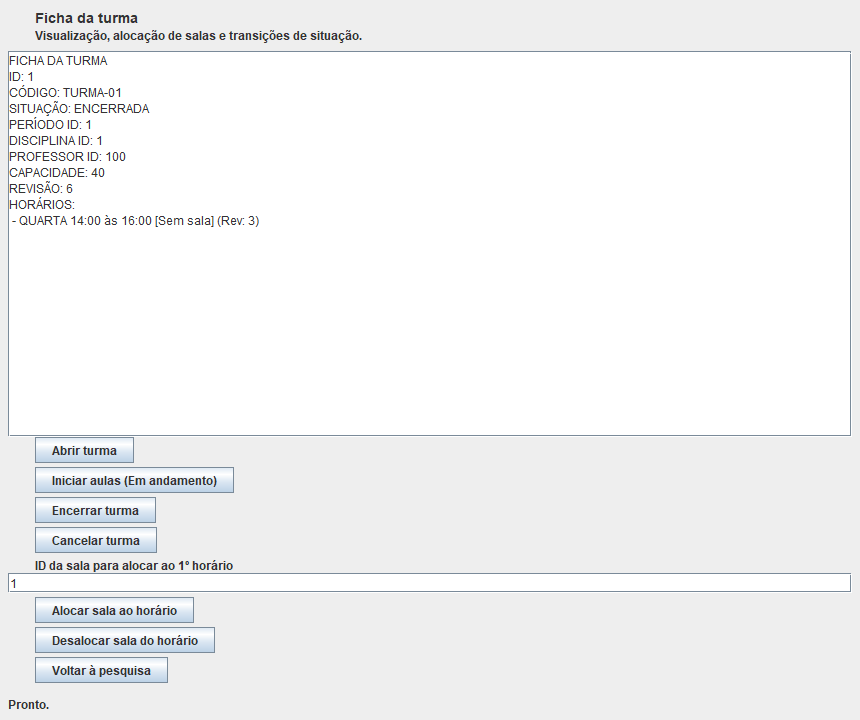 Ficha da turma
Visualização, alocação de salas e transições de situação.
FICHA DA TURMA
ID: 1
CÓDIGO: TURMA-01
SITUAÇÃO: ENCERRADA
PERÍODO ID: 1
DISCIPLINA ID: 1
PROFESSOR ID: 100
CAPACIDADE: 40
REVISÃO: 6
HORÁRIOS:
- QUARTA 14:00 às 16:00 [Sem sala] (Rev: 3)
Abrir turma
Iniciar aulas (Em andamento)
Encerrar turma
Cancelar turma
ID da sala para alocar ao 1º horário
1
Alocar sala ao horário
Desalocar sala do horário
Voltar à pesquisa
Pronto.